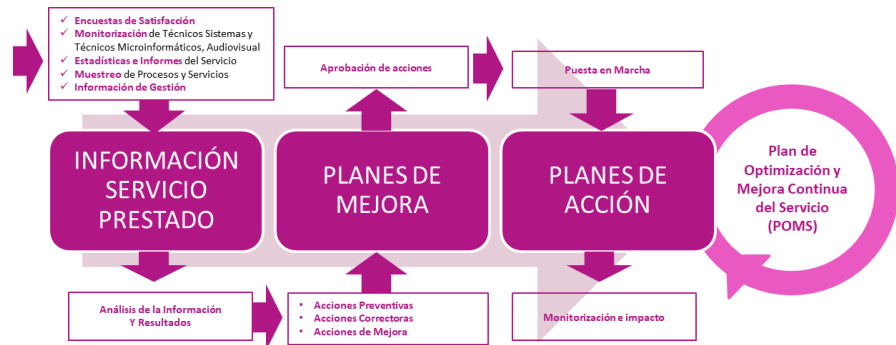 ✓ Encuestas de Satisfacción
✓ Monitorización de Técnicos Sistemas y
Técnicos Microinformáticos, Audiovisual
✓ Estadísticas e Informes del Servicio
✓ Muestreo de Procesos y Servicios
✓ Información de Gestión
Aprobación de acciones
Puesta en Marcha
INFORMACIÓN
SERVICIO
PRESTADO
PLANES DE
MEJORA
PLANES DE
ACCIÓN
Plan de
Optimización y
Mejora Continua
del Servicio
(POMS)
Análisis de la Información
Y Resultados
• Acciones Preventivas
• Acciones Correctoras
• Acciones de Mejora
Monitorización e impacto